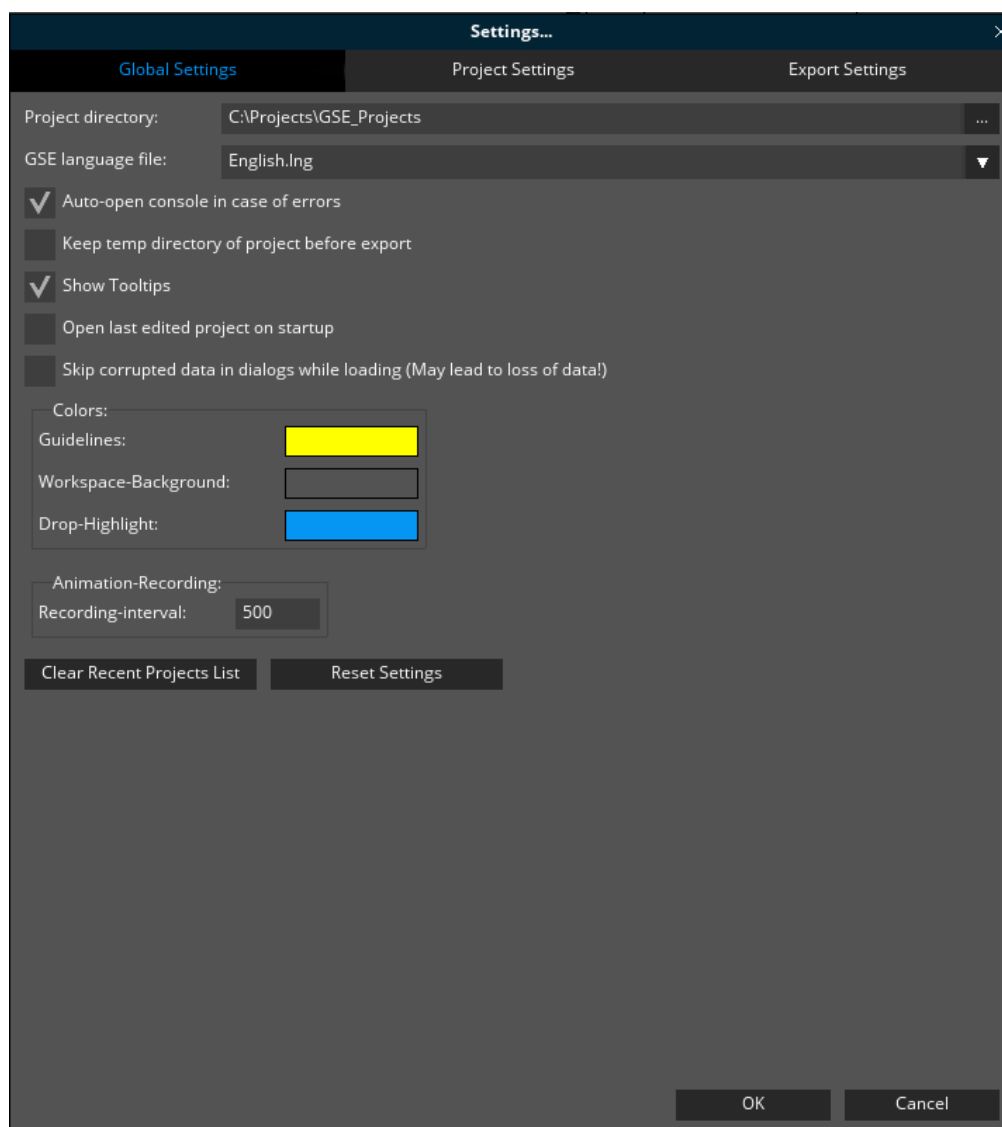 Settings...
Global Settings Project Settings Export Settings
Project directory: C:\Projects\GSE_Projects ...
GSE language file: English.lng
Auto-open console in case of errors
Keep temp directory of project before export
Show Tooltips
Open last edited project on startup
Skip corrupted data in dialogs while loading (May lead to loss of data!)
Colors:
Guidelines:
Workspace-Background:
Drop-Highlight:
Animation-Recording:
Recording-interval: 500
Clear Recent Projects List Reset Settings
OK Cancel